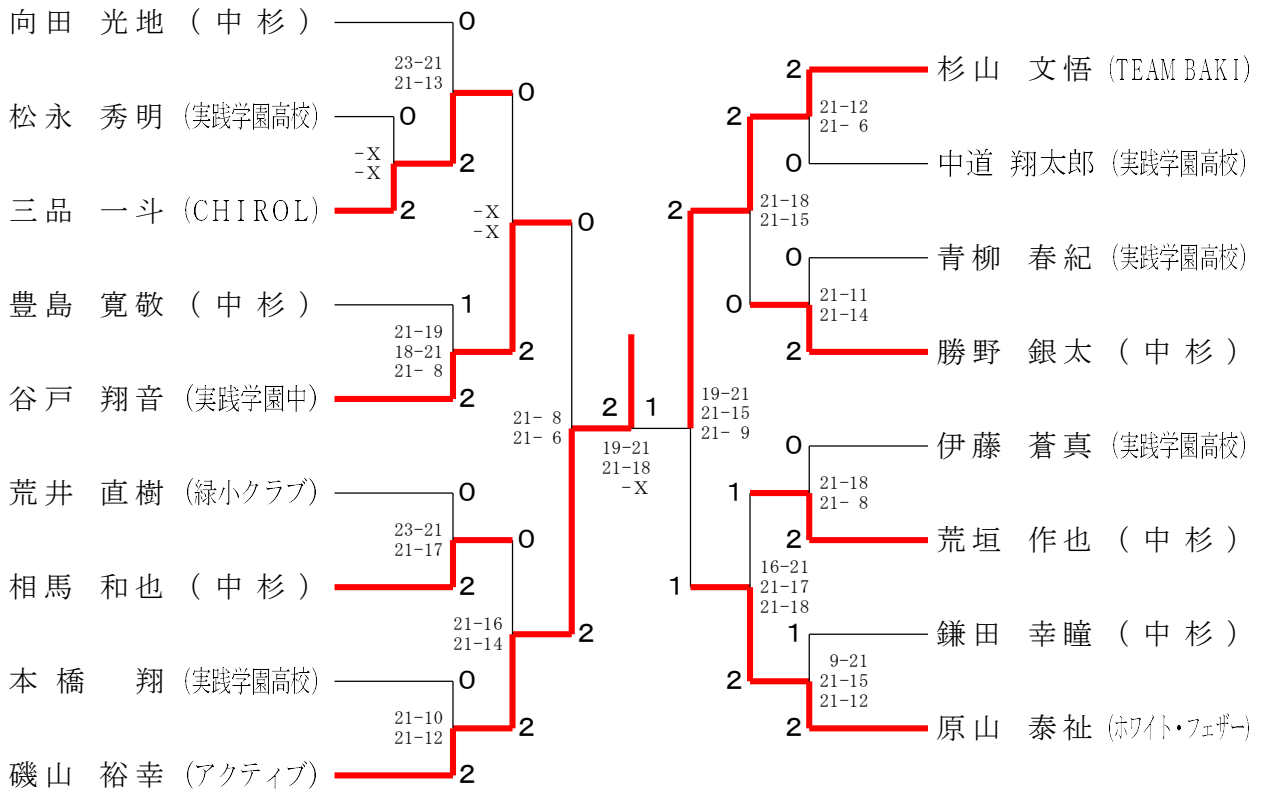 向田 光地 (中杉)
0
23-21
21-13
0
松永 秀明 (実践学園高校)
0
-X
-X
2
三品 一斗 (CHIROL)
2
-X
-X
0
豊島 寛敬 (中杉)
1
21-19
18-21
21- 8
2
谷戸 翔音 (実践学園中)
2
21- 8
21- 6
荒井 直樹 (緑小クラブ)
0
23-21
21-17
0
相馬 和也 (中杉)
2
21-16
21-14
2
本橋 翔 (実践学園高校)
0
21-10
21-12
2
磯山 裕幸 (アクティブ)
2
2 1
19-21
21-18
-X
2
杉山 文悟 (TEAM BAKI)
2
21-12
21- 6
0
中道 翔太郎 (実践学園高校)
2
21-18
21-15
0
青柳 春紀 (実践学園高校)
0
21-11
21-14
2
勝野 銀太 (中杉)
19-21
21-15
21- 9
0
伊藤 蒼真 (実践学園高校)
1
21-18
21- 8
2
荒垣 作也 (中杉)
1
16-21
21-17
21-18
1
鎌田 幸瞳 (中杉)
2
9-21
21-15
21-12
2
原山 泰祉 (ホワイト・フェザー)